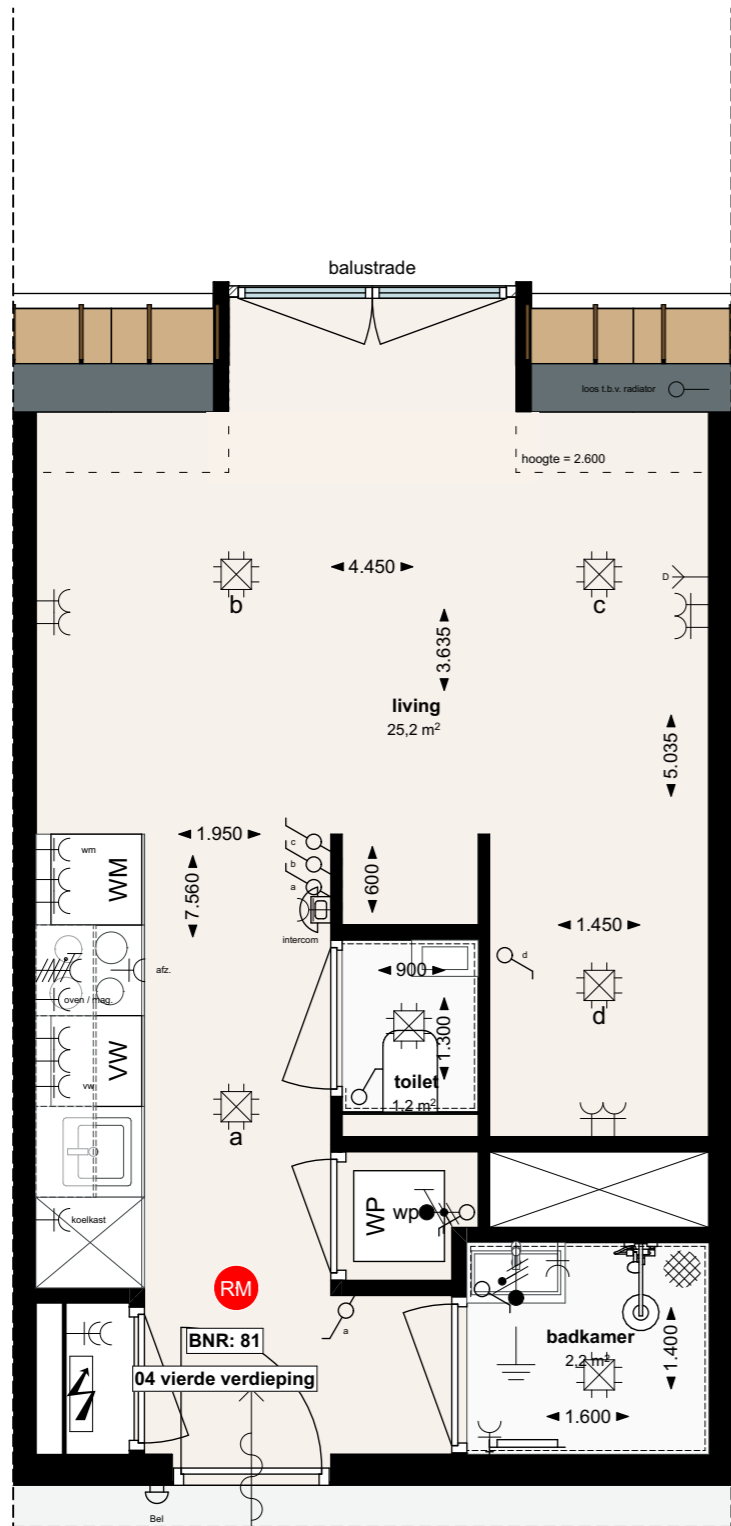 balustrade
loos t.b.v. radiator
hoogte = 2.600
4.450
b
c
D
3.635
living
25,2 m²
5.035
1.950
7.560
c
b
a
intercom
600
wm
WM
1.450
afz.
oven / mag.
d
900
1.300
d
VW
vw
toilet
1,2 m²
a
koelkast
WP
wp
RM
a
BNR: 81
04 vierde verdieping
badkamer
2,2 m²
1.400
1.600
Bel